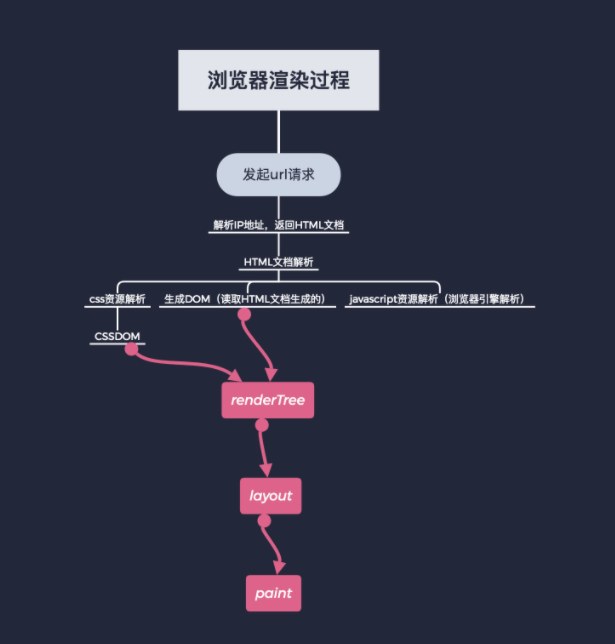 浏览器渲染过程
发起url请求
解析IP地址，返回HTML文档
HTML文档解析
css资源解析
生成DOM（读取HTML文档生成的）
javascript资源解析（浏览器引擎解析）
CSSDOM
renderTree
layout
paint